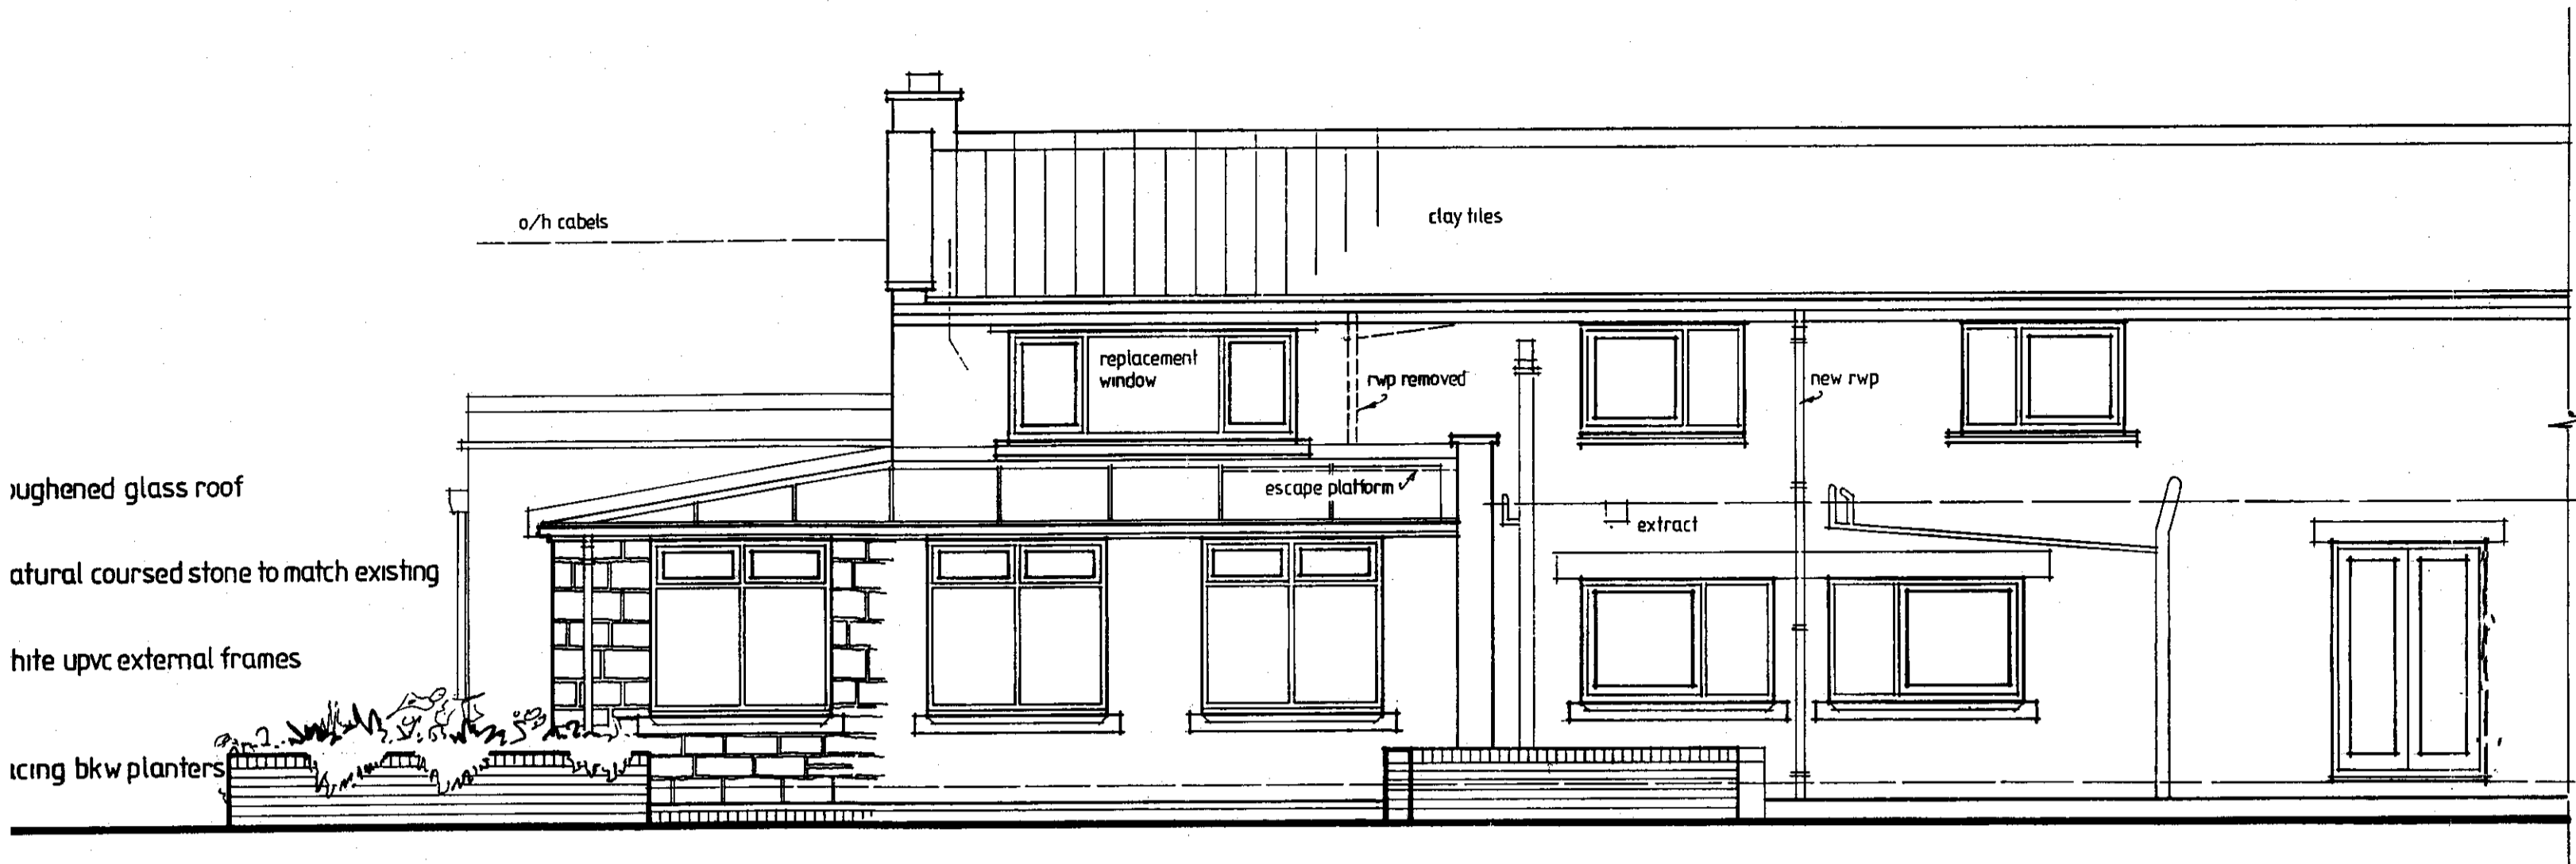 o/h cabels
clay tiles
replacement
window
rwp removed
new rwp
escape platform
extract
oughened glass roof
atural coursed stone to match existing
hite upvc external frames
icing bkw planters